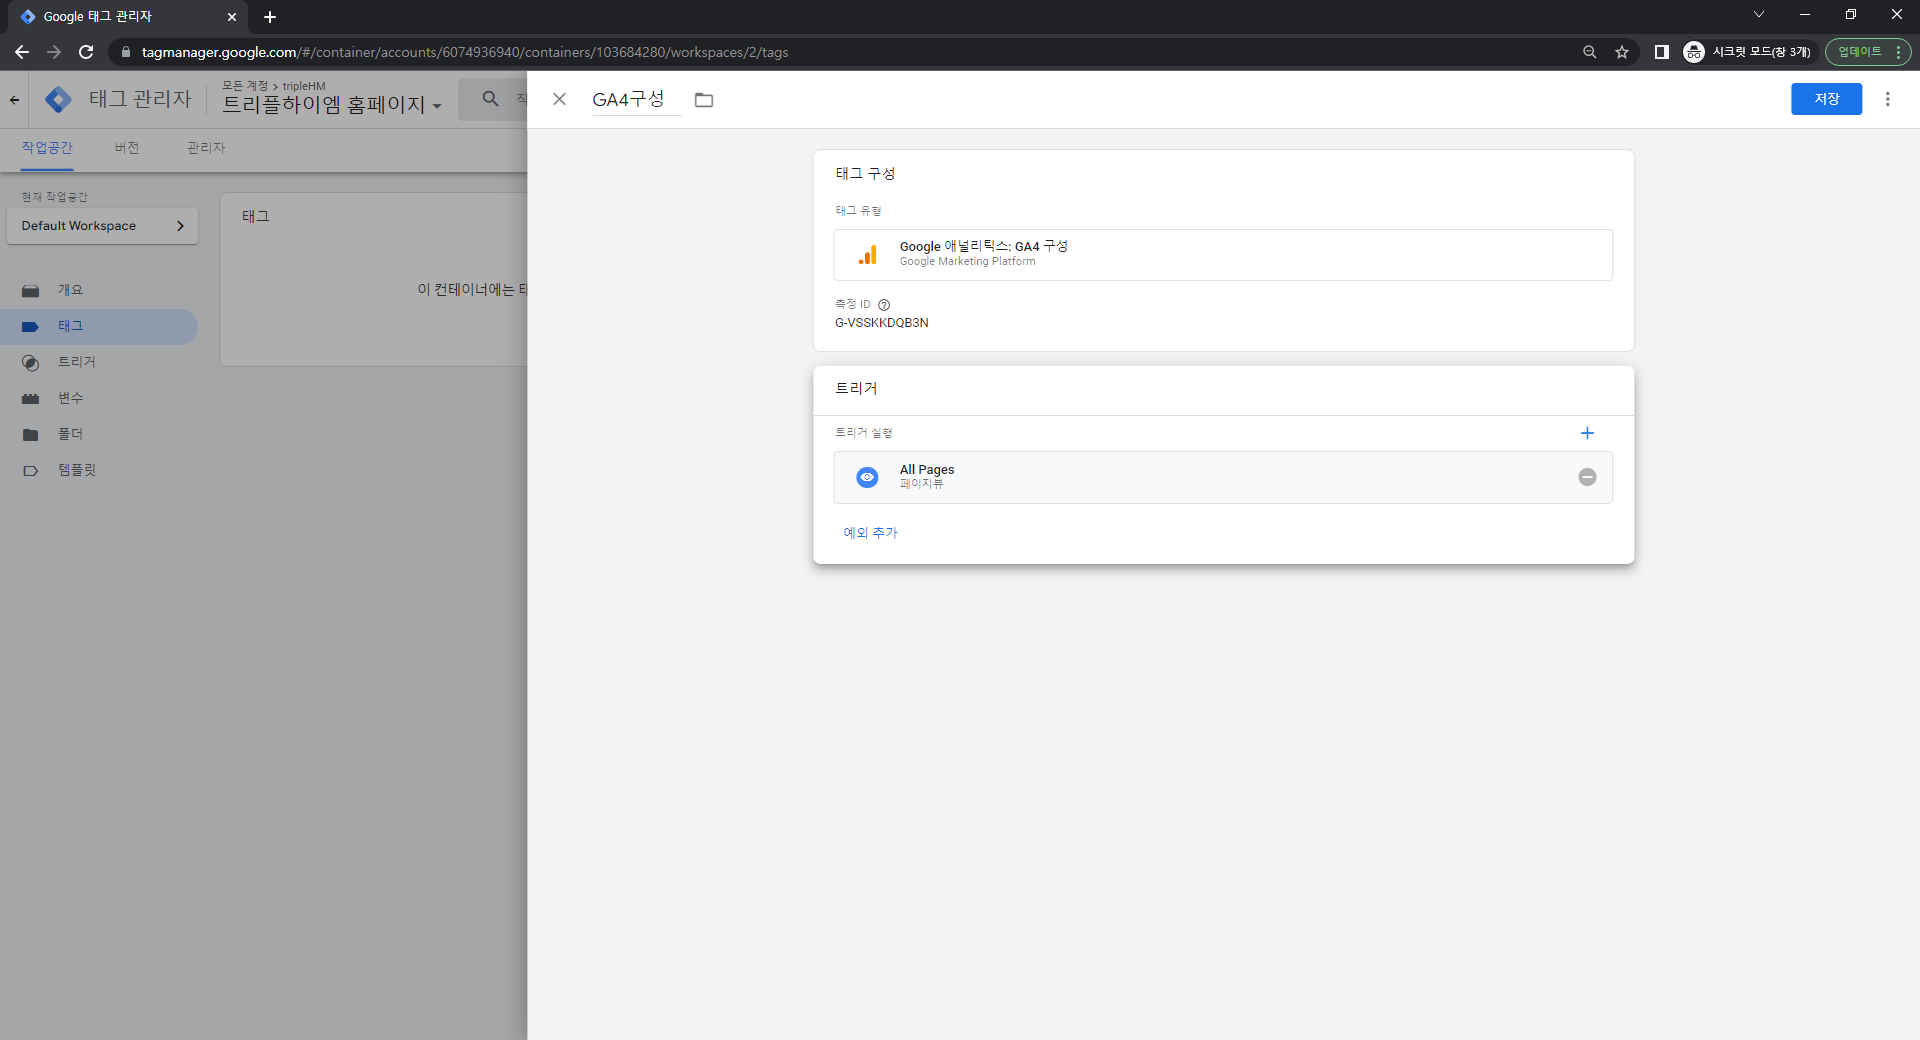 Google 태그 관리자
tagmanager.google.com/#/container/accounts/6074936940/containers/103684280/workspaces/2/tags
시크릿 모드(창 3개)
업데이트
태그 관리자
모든 계정 > tripleHM
트리플하이엠 홈페이지
GA4구성
저장
작업공간
버전
관리자
현재 작업공간
Default Workspace
개요
태그
트리거
변수
폴더
템플릿
태그
이 컨테이너에는
태그 구성
태그 유형
Google 애널리틱스: GA4 구성
Google Marketing Platform
측정 ID
G-VSSKKDQB3N
트리거
트리거 실행
All Pages
페이지뷰
예외 추가